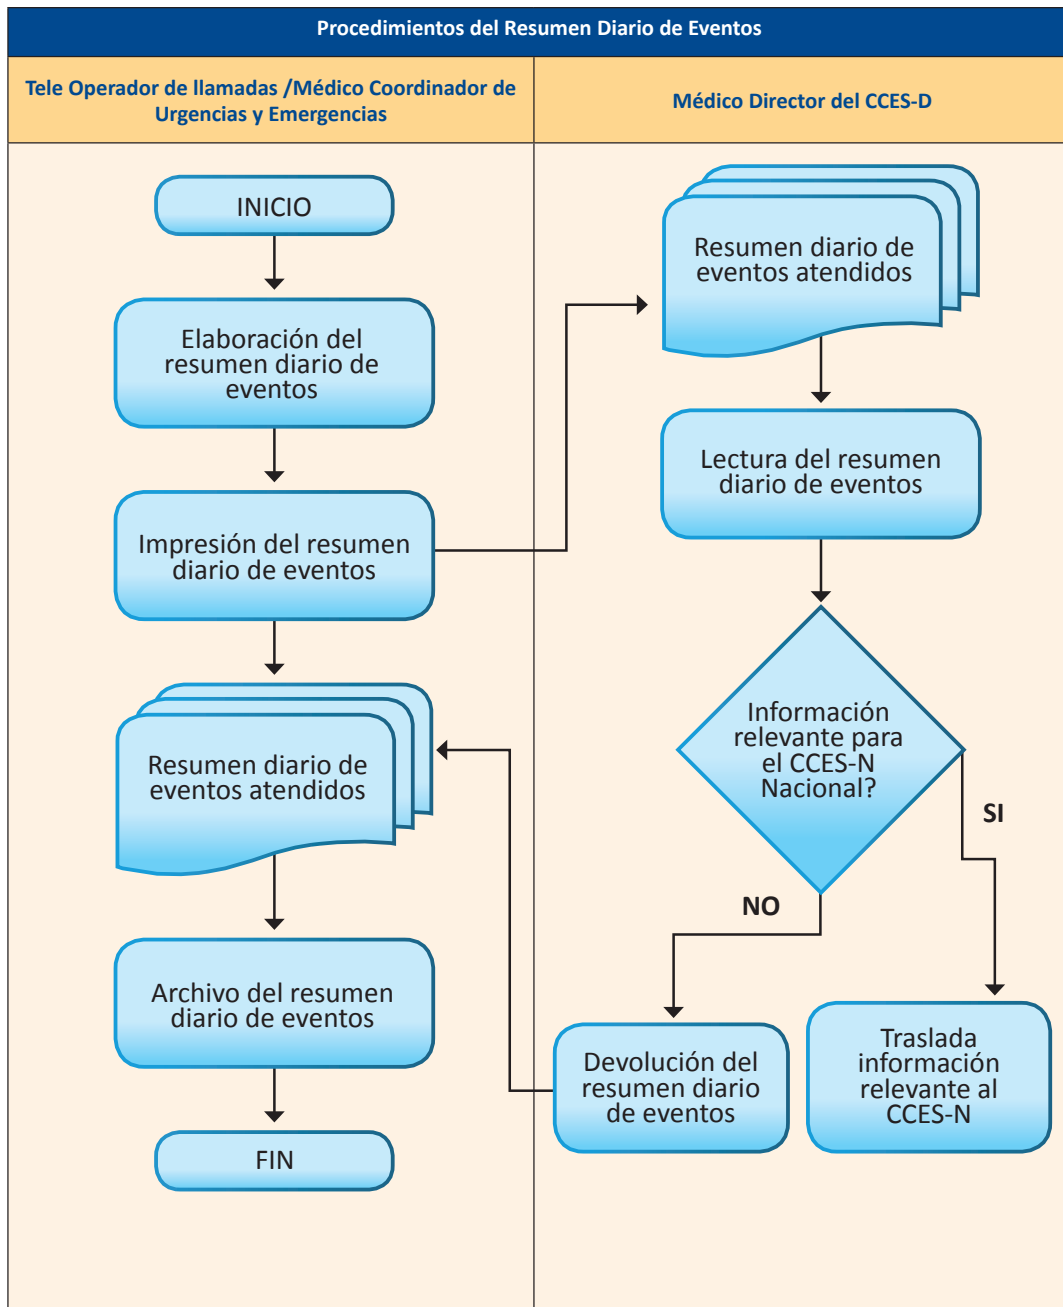 Procedimientos del Resumen Diario de Eventos
Tele Operador de llamadas /Médico Coordinador de
Urgencias y Emergencias
Médico Director del CCES-D
INICIO
Elaboración del
resumen diario de
eventos
Impresión del resumen
diario de eventos
Resumen diario de
eventos atendidos
Archivo del resumen
diario de eventos
FIN
Resumen diario de
eventos atendidos
Lectura del resumen
diario de eventos
Información
relevante para
el CCES-N
Nacional?
SI
NO
Devolución del
resumen diario
de eventos
Traslada
información
relevante al
CCES-N